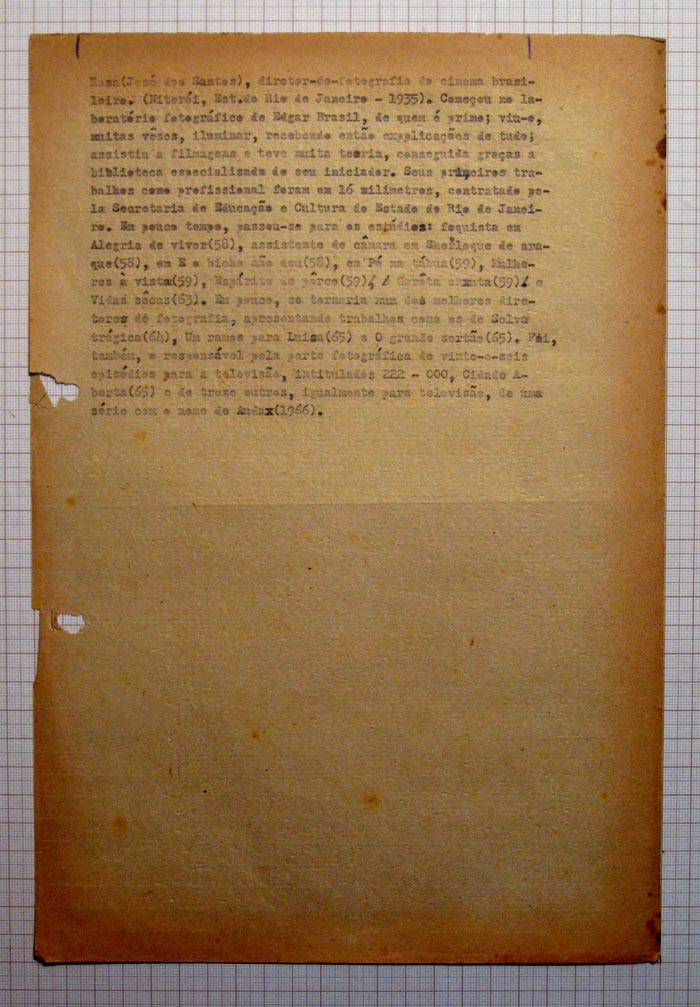 Rosa(José dos Santos), diretor-de-fotografia do cinema brasi-
leiro. (Niterói, Est.do Rio de Janeiro - 1935). Começou no la-
boratório fotográfico de Edgar Brasil, de quem é primo; viu-o,
muitas vêses, iluminar, recebendo então explicações de tudo;
assistiu a filmagens e teve muita teoria, conseguida graças a
biblioteca especialisada do seu iniciador. Seus primeiros tra-
balhos como profissional foram em 16 milímetros, contratado pe-
la Secretaria de Educação e Cultura do Estado do Rio de Janei-
ro. Em pouco tempo, passou-se para os estúdios: foquista em
Alegria de viver(58), assistente de câmara em Sherloque de ara-
que(58), em E o bicho não deu(58), em Pé na tábua(59), Mulhe-
res à vista(59), Espírito de pôrco(59), Garôta enxuta(59) e
Vidas sêcas(63). Em pouco, se tornaria num dos melhores dire-
tores de fotografia, apresentando trabalhos como os de Selva
trágica(64), Um ramo para Luisa(65) e O grande sertão(65). Foi,
também, o responsável pela parte fotográfica de vinte-e-seis
episódios para a televisão, intitulados 222 - 000, Cidade A-
berta(65) e de treze outros, igualmente para televisão, de uma
série com o nome de Audax(1966).